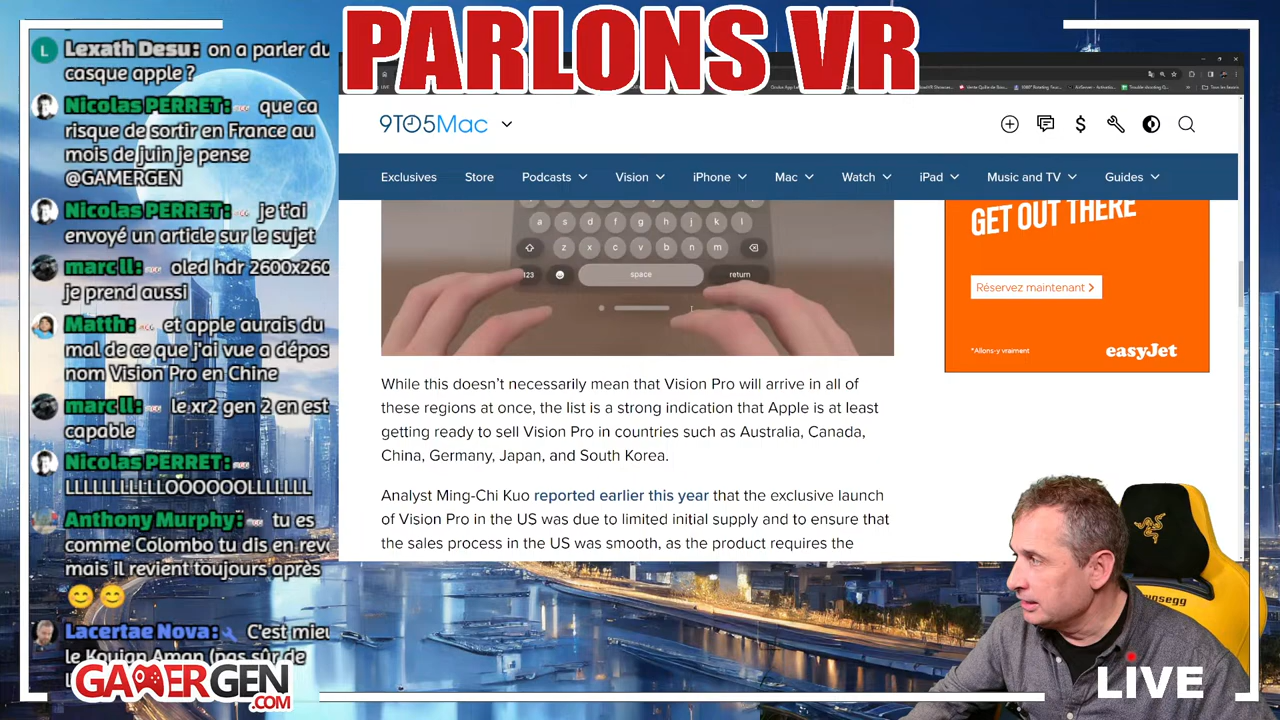 PARLONS VR
Lexath Desu: on a parler du
casque apple ?
Nicolas PERRET: que ca
risque de sortir en France au
mois de juin je pense
@GAMERGEN
Nicolas PERRET: je t'ai
envoyé un article sur le sujet
marc ll: oled hdr 2600x260
je prend aussi
Matth: et apple aurais du
mal de ce que j'ai vue a dépos
nom Vision Pro en Chine
marc ll: le xr2 gen 2 en est
capable
Nicolas PERRET:
LLLLLLLLLLOOOOOOLLLLLLL
Anthony Murphy: tu es
comme Colombo tu dis en rev
mais il revient toujours après
Lacertae Nova: C'est mieu
le Koujan Aman (pas sûr de
GAMERGEN
.COM
9TO5Mac
Exclusives Store Podcasts Vision iPhone Mac Watch iPad Music and TV Guides
a s d f g h j k l
z x c v b n m
123 space return
While this doesn't necessarily mean that Vision Pro will arrive in all of
these regions at once, the list is a strong indication that Apple is at least
getting ready to sell Vision Pro in countries such as Australia, Canada,
China, Germany, Japan, and South Korea.
Analyst Ming-Chi Kuo reported earlier this year that the exclusive launch
of Vision Pro in the US was due to limited initial supply and to ensure that
the sales process in the US was smooth, as the product requires the
GET OUT THERE
Réservez maintenant
*Allons-y vraiment
easyJet
LIVE